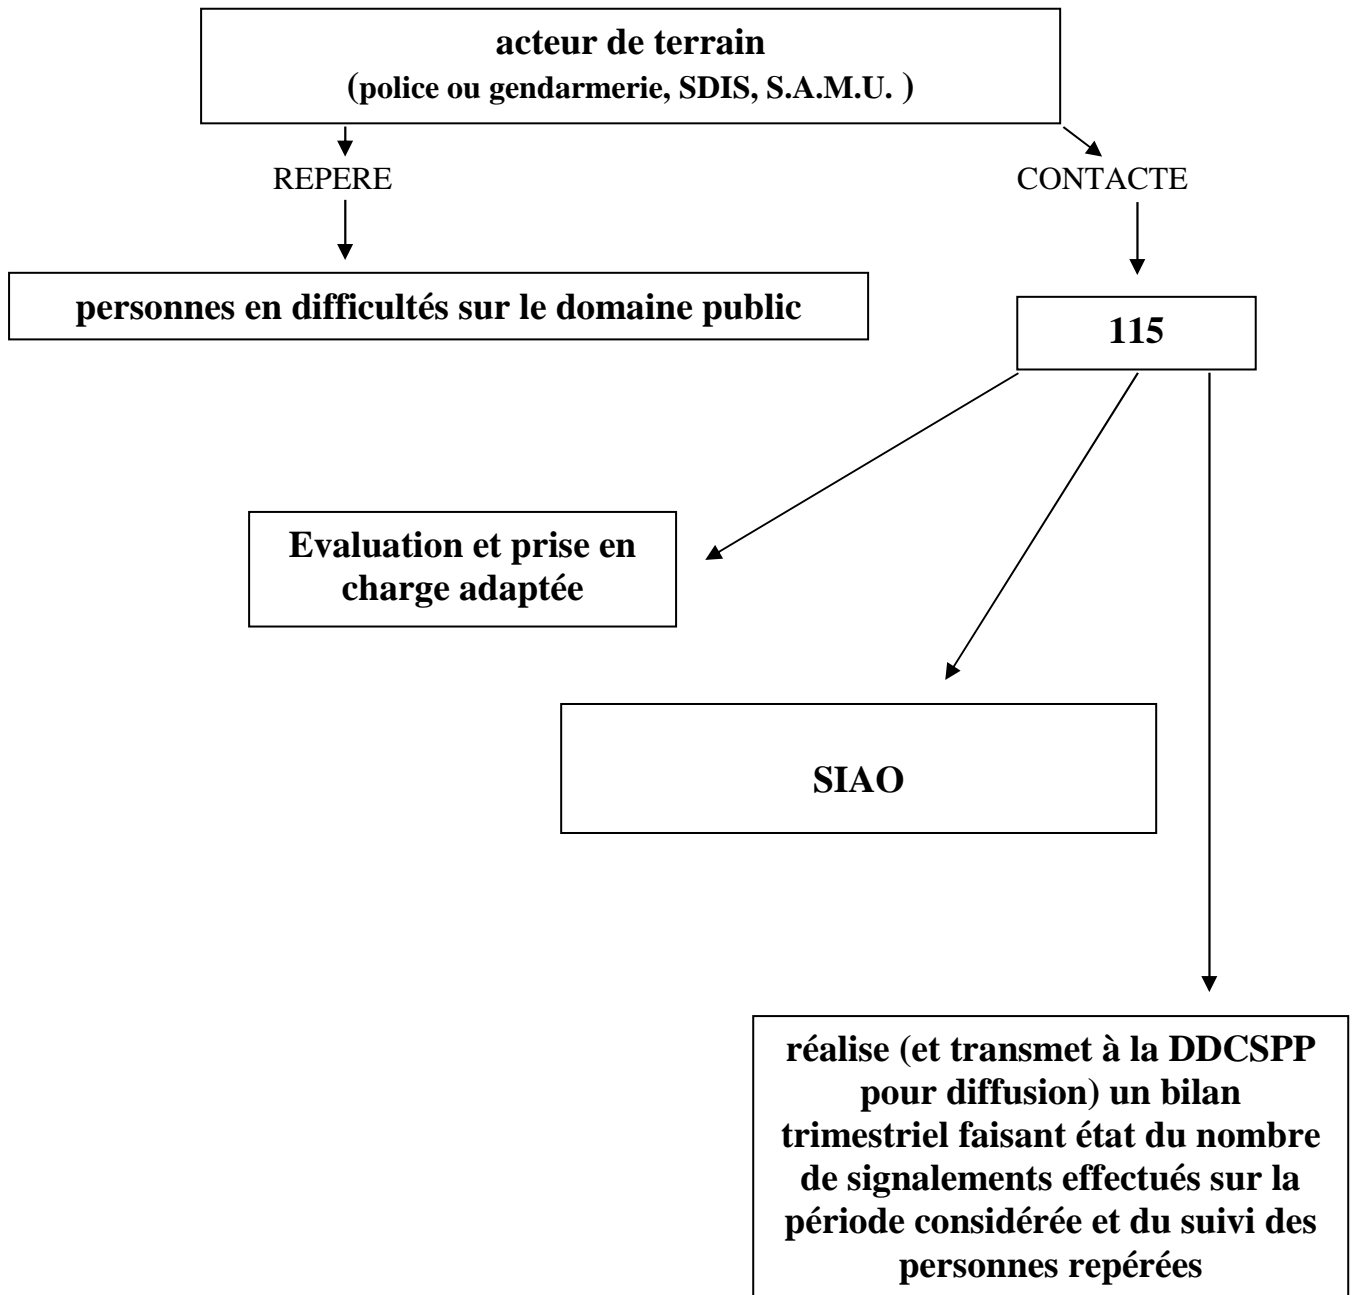 acteur de terrain
(police ou gendarmerie, SDIS, S.A.M.U. )
REPERE
CONTACTE
personnes en difficultés sur le domaine public
115
Evaluation et prise en
charge adaptée
SIAO
réalise (et transmet à la DDCSPP
pour diffusion) un bilan
trimestriel faisant état du nombre
de signalements effectués sur la
période considérée et du suivi des
personnes repérées